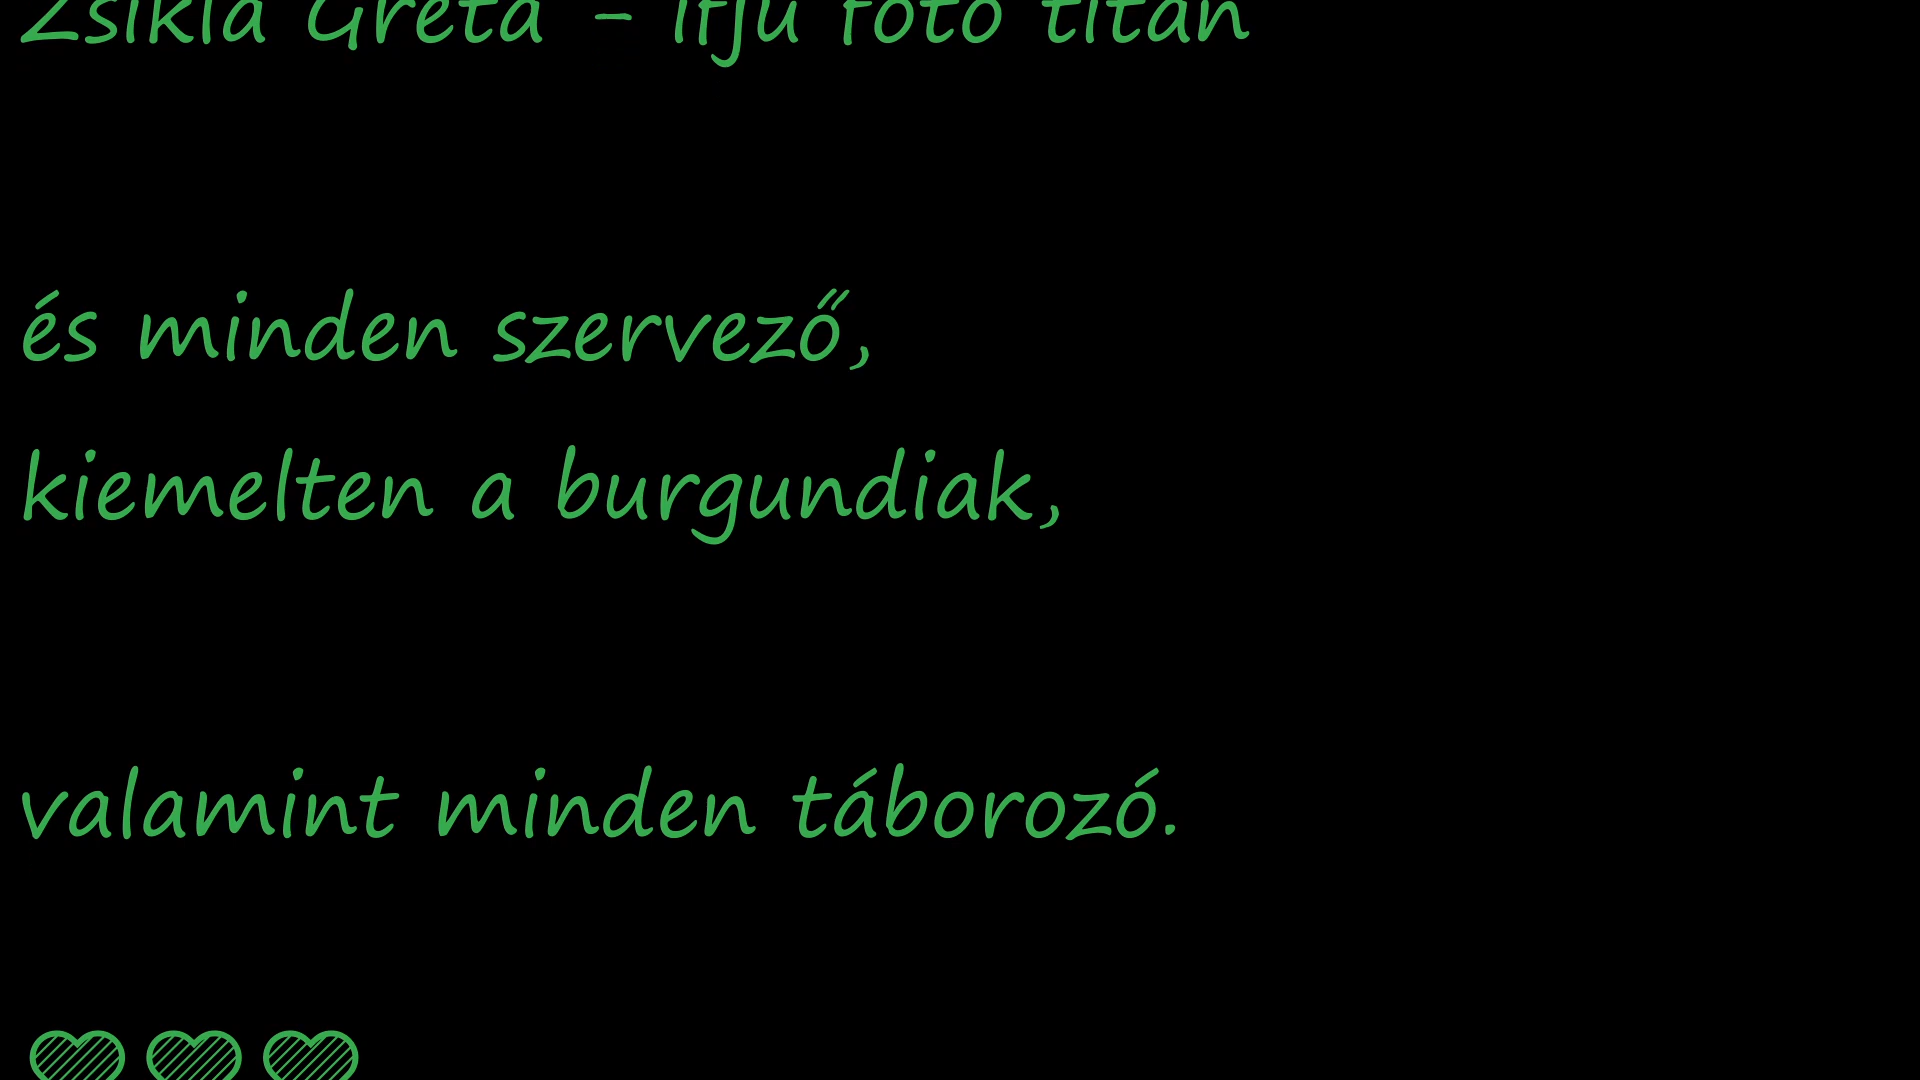 Zsikla Gréta - ifjú fotó titán
és minden szervező,
kiemelten a burgundiak,
valamint minden táborozó.